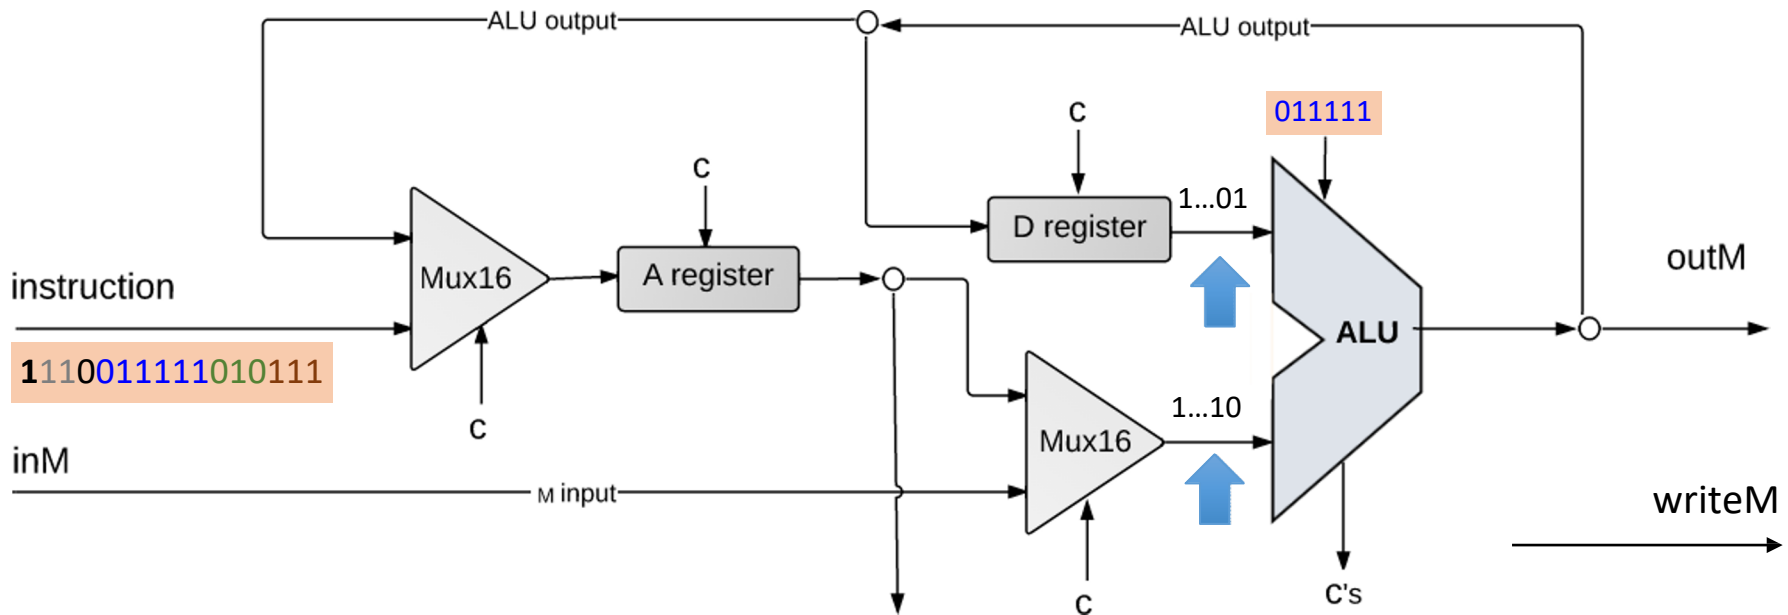 ALU output
ALU output
011111
c
c
1...01
D register
outM
Mux16
A register
instruction
ALU
1110011111010111
1...10
c
Mux16
inM
M input
writeM
c
c's